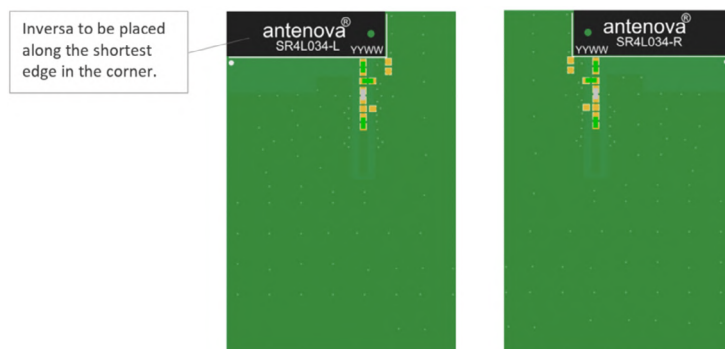 Inversa to be placed
along the shortest
edge in the corner.
antenova®
SR4L034-L
YYWW
antenova®
SR4L034-R
YYWW